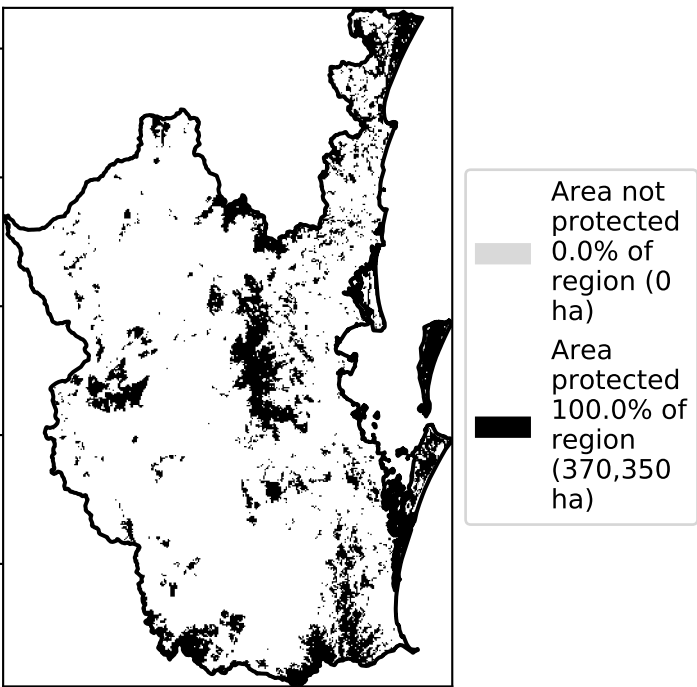 Area not
protected
0.0% of
region (0
ha)
Area
protected
100.0% of
region
(370,350
ha)